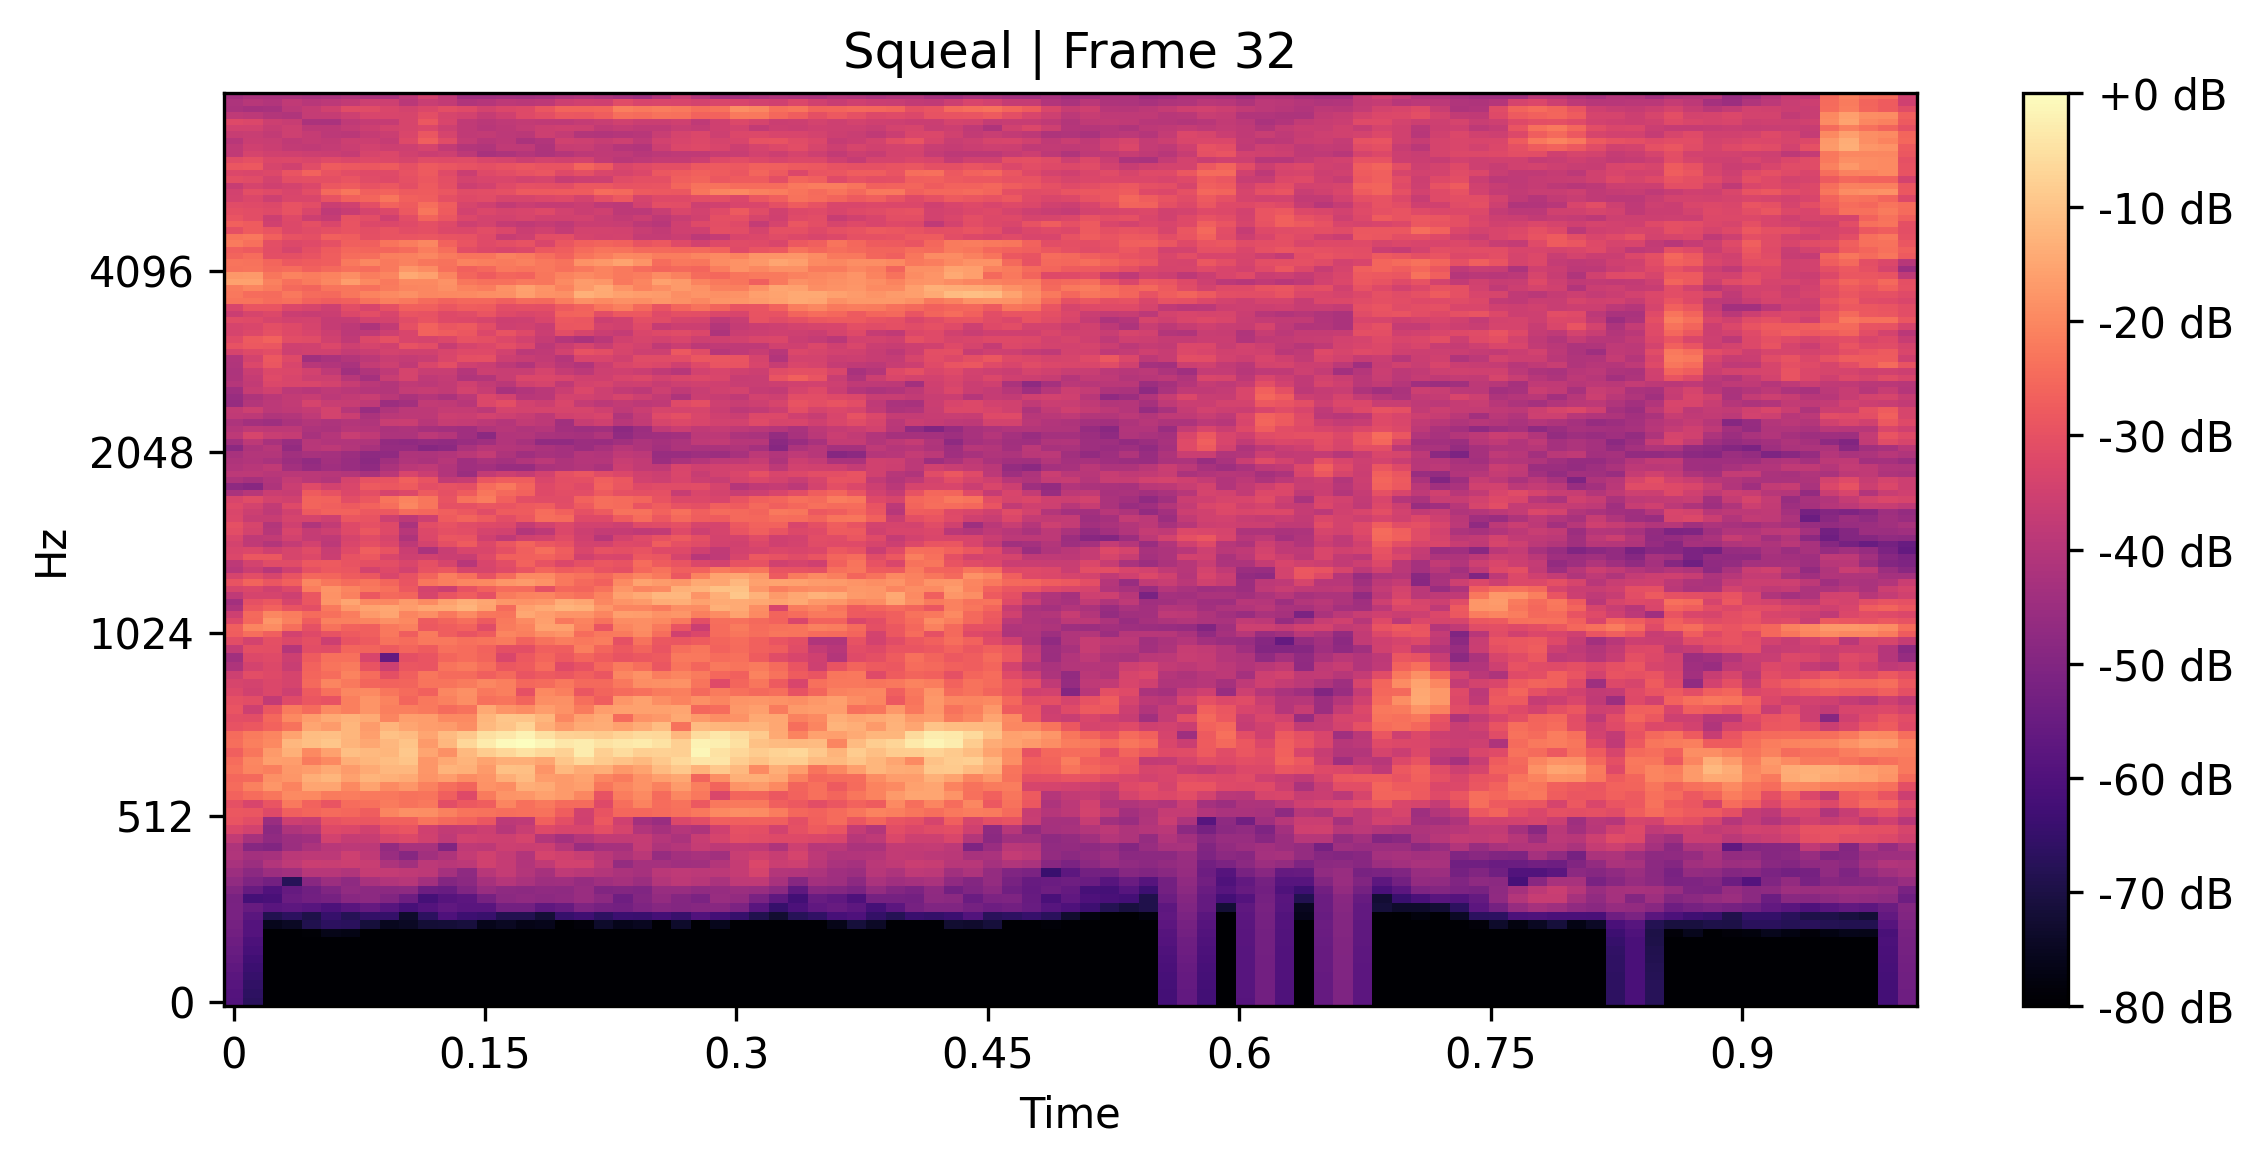 Squeal | Frame 32
+0 dB
-10 dB
-20 dB
-30 dB
-40 dB
-50 dB
-60 dB
-70 dB
-80 dB
Hz
4096
2048
1024
512
0
0 0.15 0.3 0.45 0.6 0.75 0.9
Time